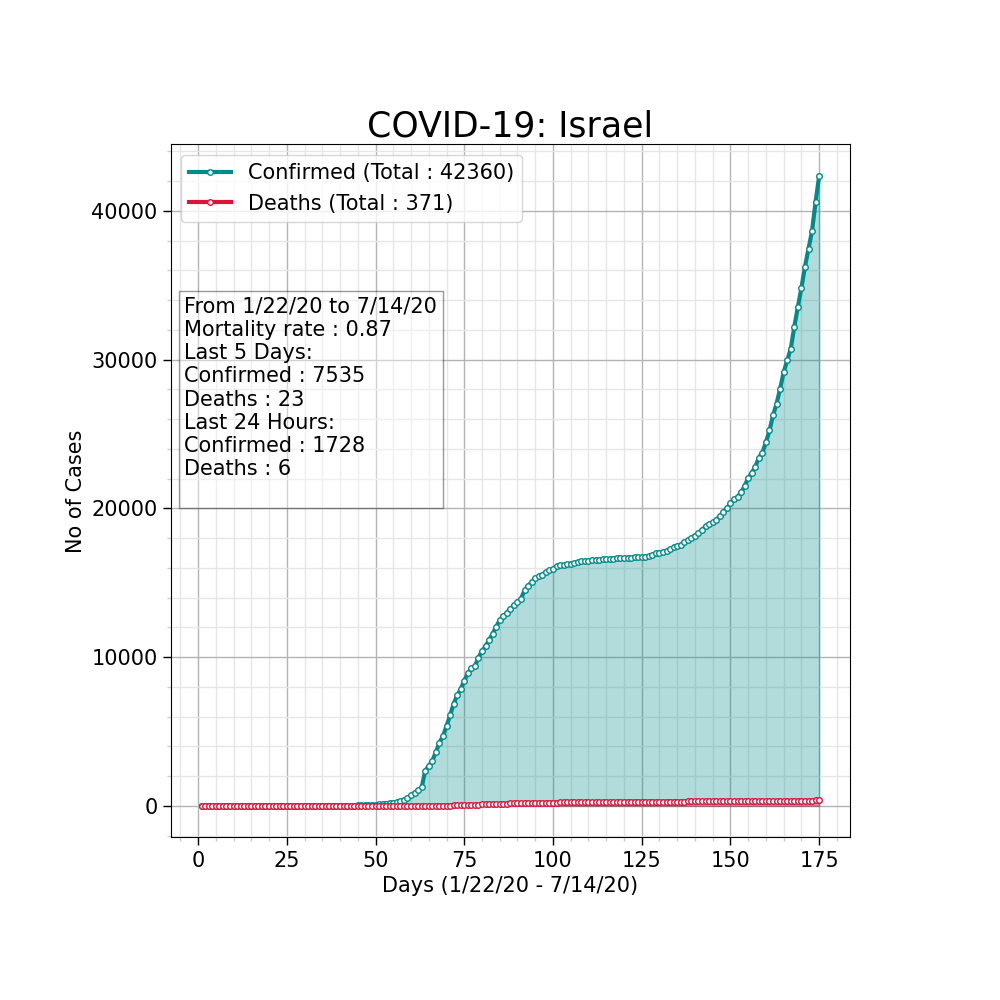 COVID-19: Israel
Confirmed (Total : 42360)
Deaths (Total : 371)
From 1/22/20 to 7/14/20
Mortality rate : 0.87
Last 5 Days:
Confirmed : 7535
Deaths : 23
Last 24 Hours:
Confirmed : 1728
Deaths : 6
No of Cases
40000
30000
20000
10000
0
0 25 50 75 100 125 150 175
Days (1/22/20 - 7/14/20)